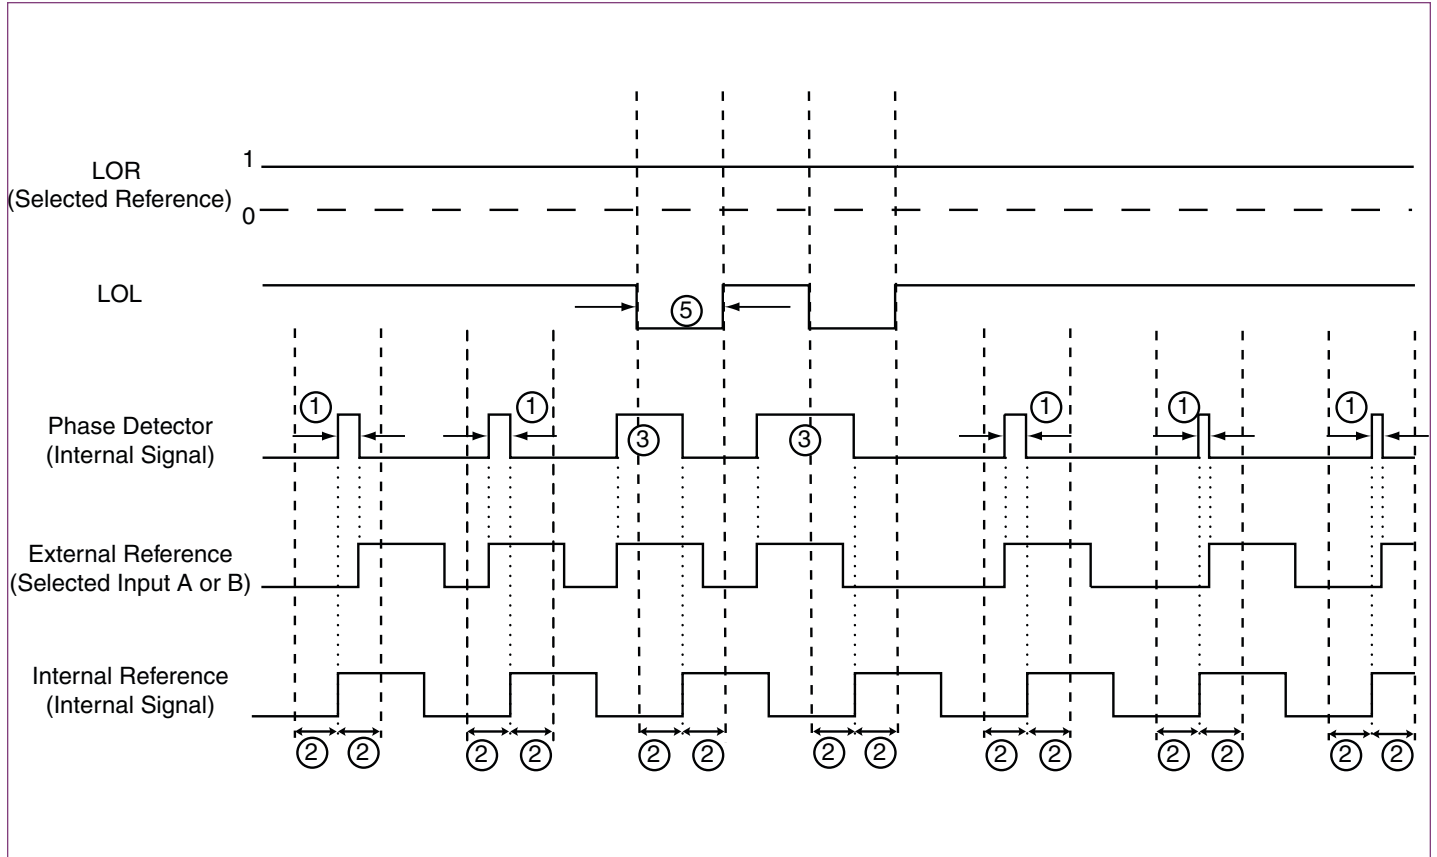 1
LOR
(Selected Reference)
0
LOL
5
1 1 1 1 1
Phase Detector
(Internal Signal)
3 3
External Reference
(Selected Input A or B)
Internal Reference
(Internal Signal)
2 2 2 2 2 2 2 2 2 2 2 2 2 2